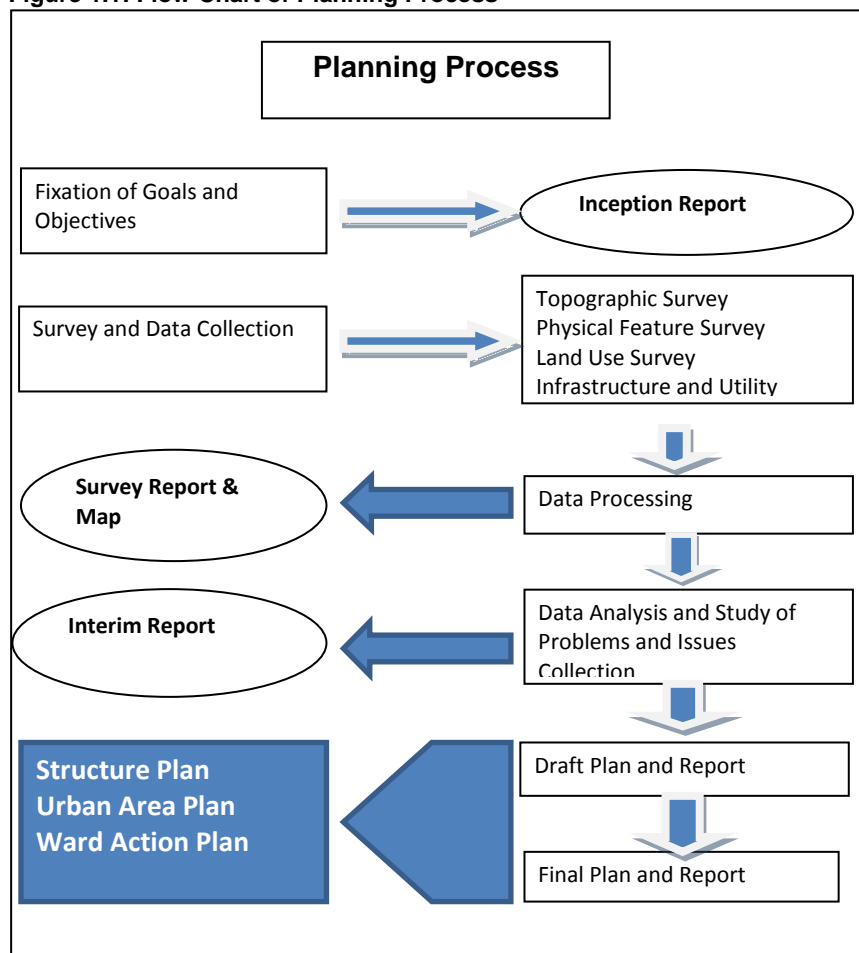 Planning Process
Fixation of Goals and
Objectives
Inception Report
Survey and Data Collection
Topographic Survey
Physical Feature Survey
Land Use Survey
Infrastructure and Utility
Survey Report &
Map
Data Processing
Interim Report
Data Analysis and Study of
Problems and Issues
Collection
Structure Plan
Urban Area Plan
Ward Action Plan
Draft Plan and Report
Final Plan and Report